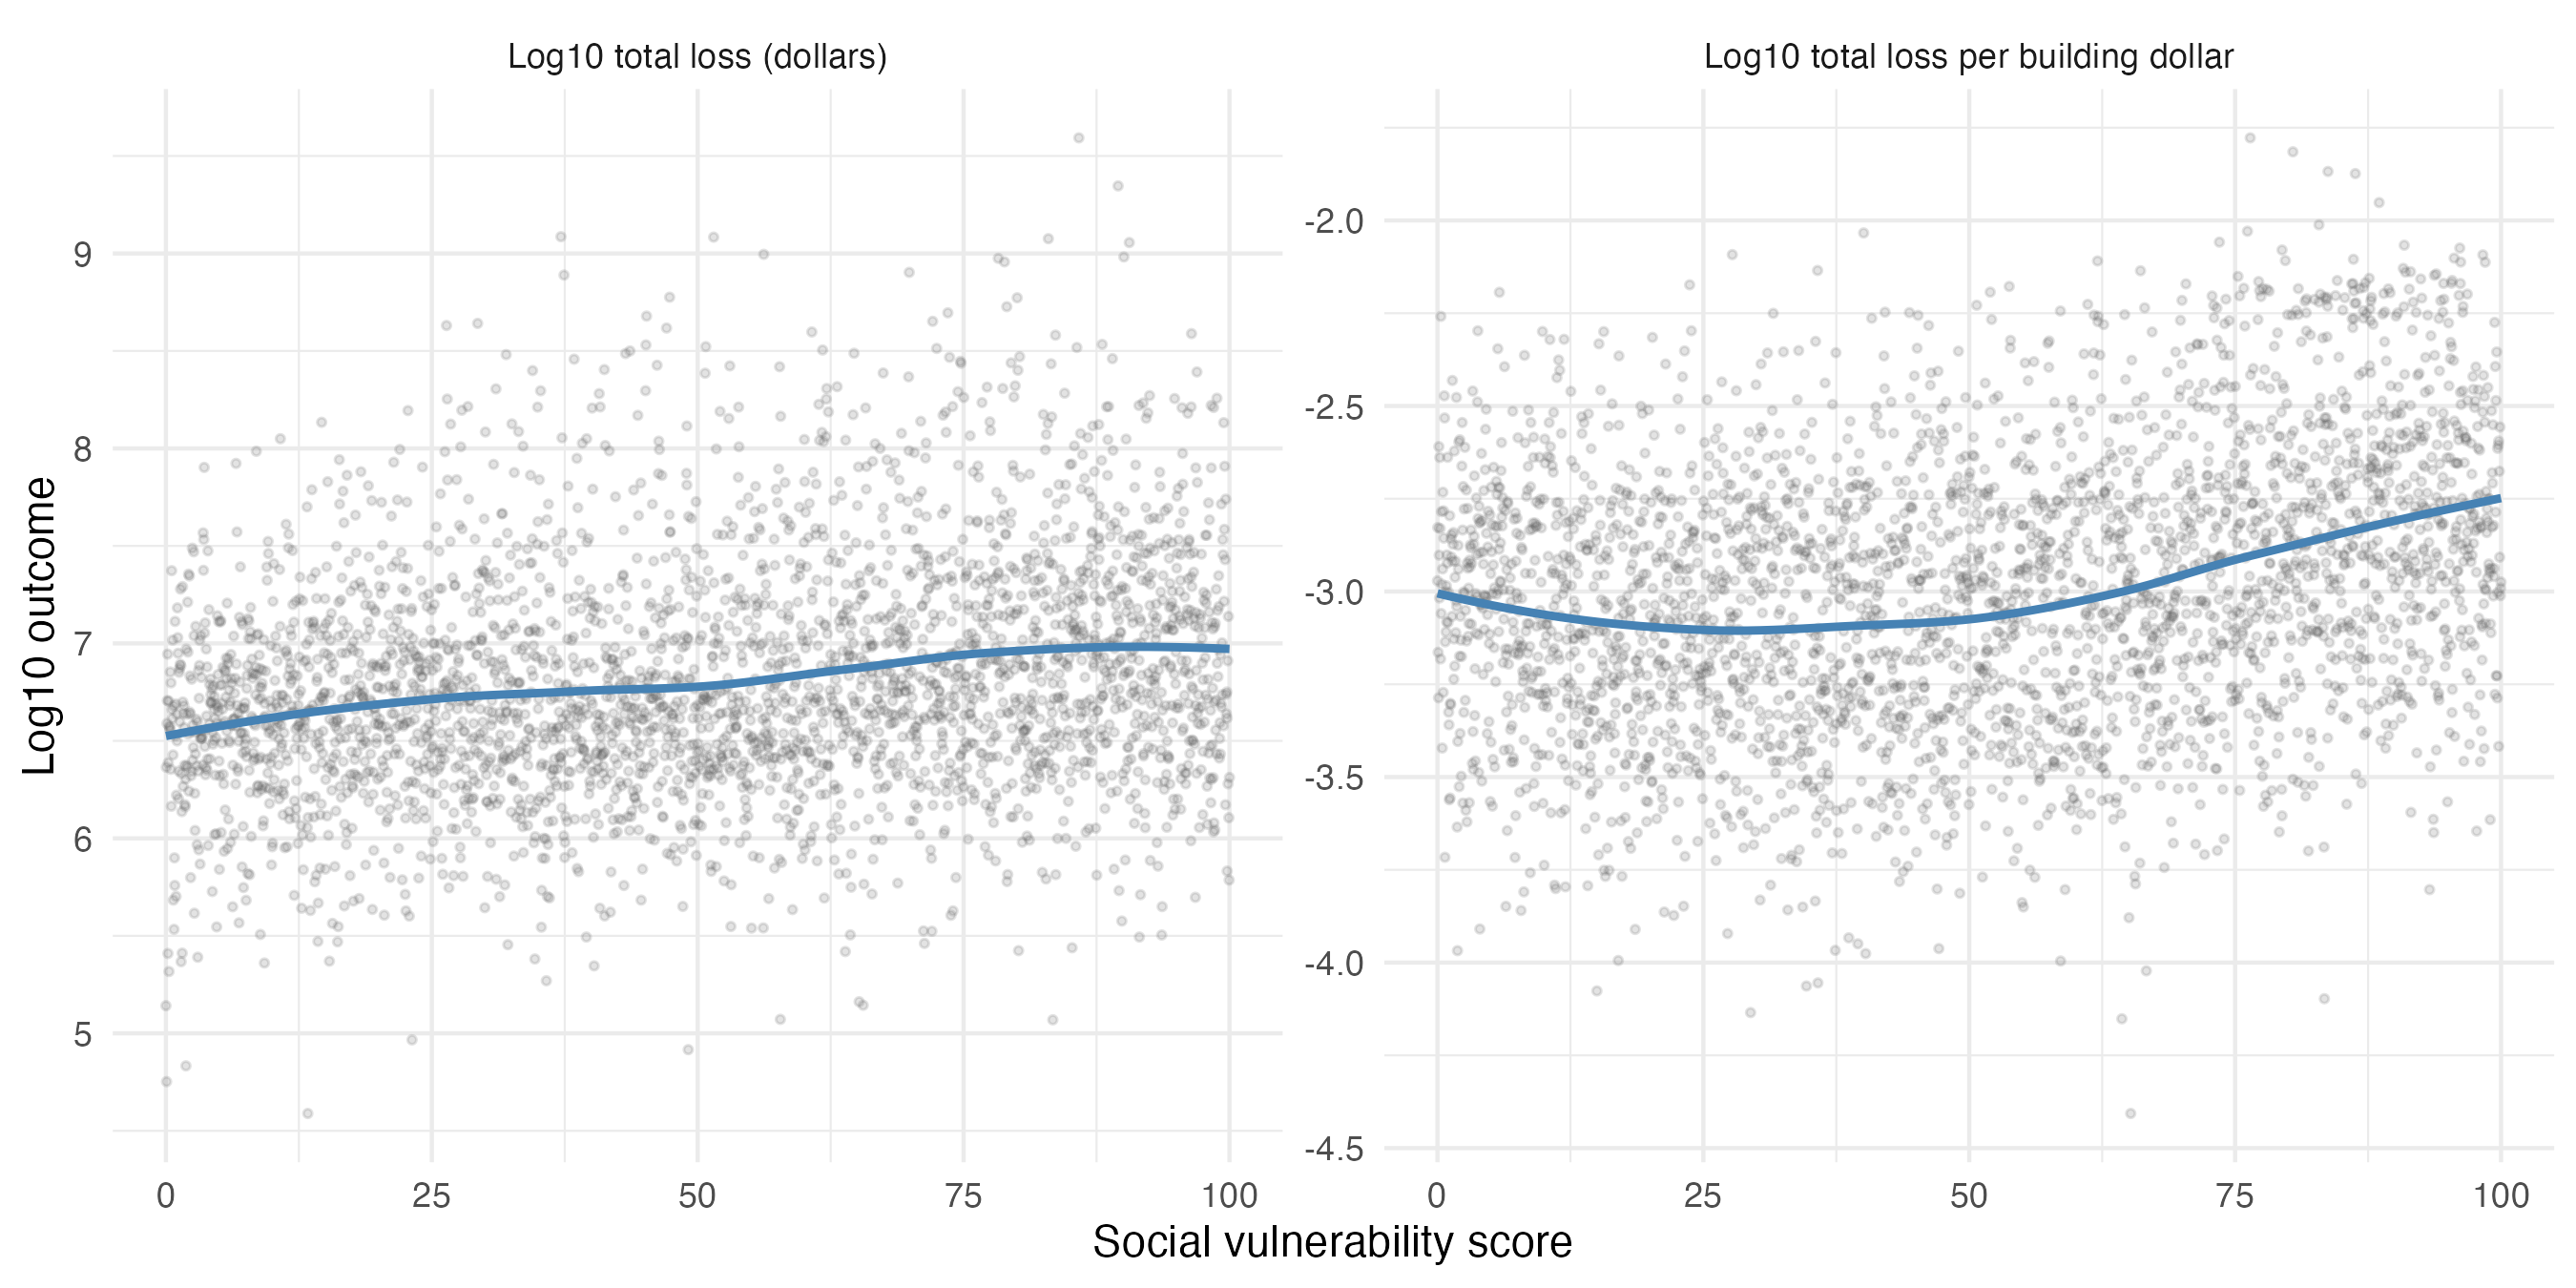 Log10 total loss (dollars)
Log10 total loss per building dollar
Log10 outcome
9
8
7
6
5
-2.0
-2.5
-3.0
-3.5
-4.0
-4.5
0 25 50 75 100
0 25 50 75 100
Social vulnerability score